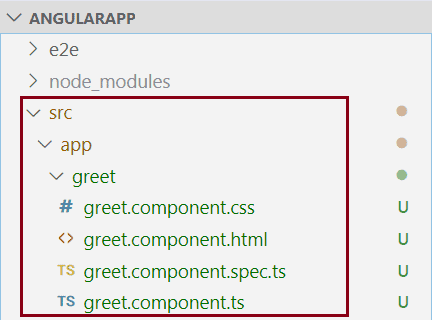 ANGULARAPP
e2e
node_modules
src
app
greet
# greet.component.css U
<> greet.component.html U
TS greet.component.spec.ts U
TS greet.component.ts U